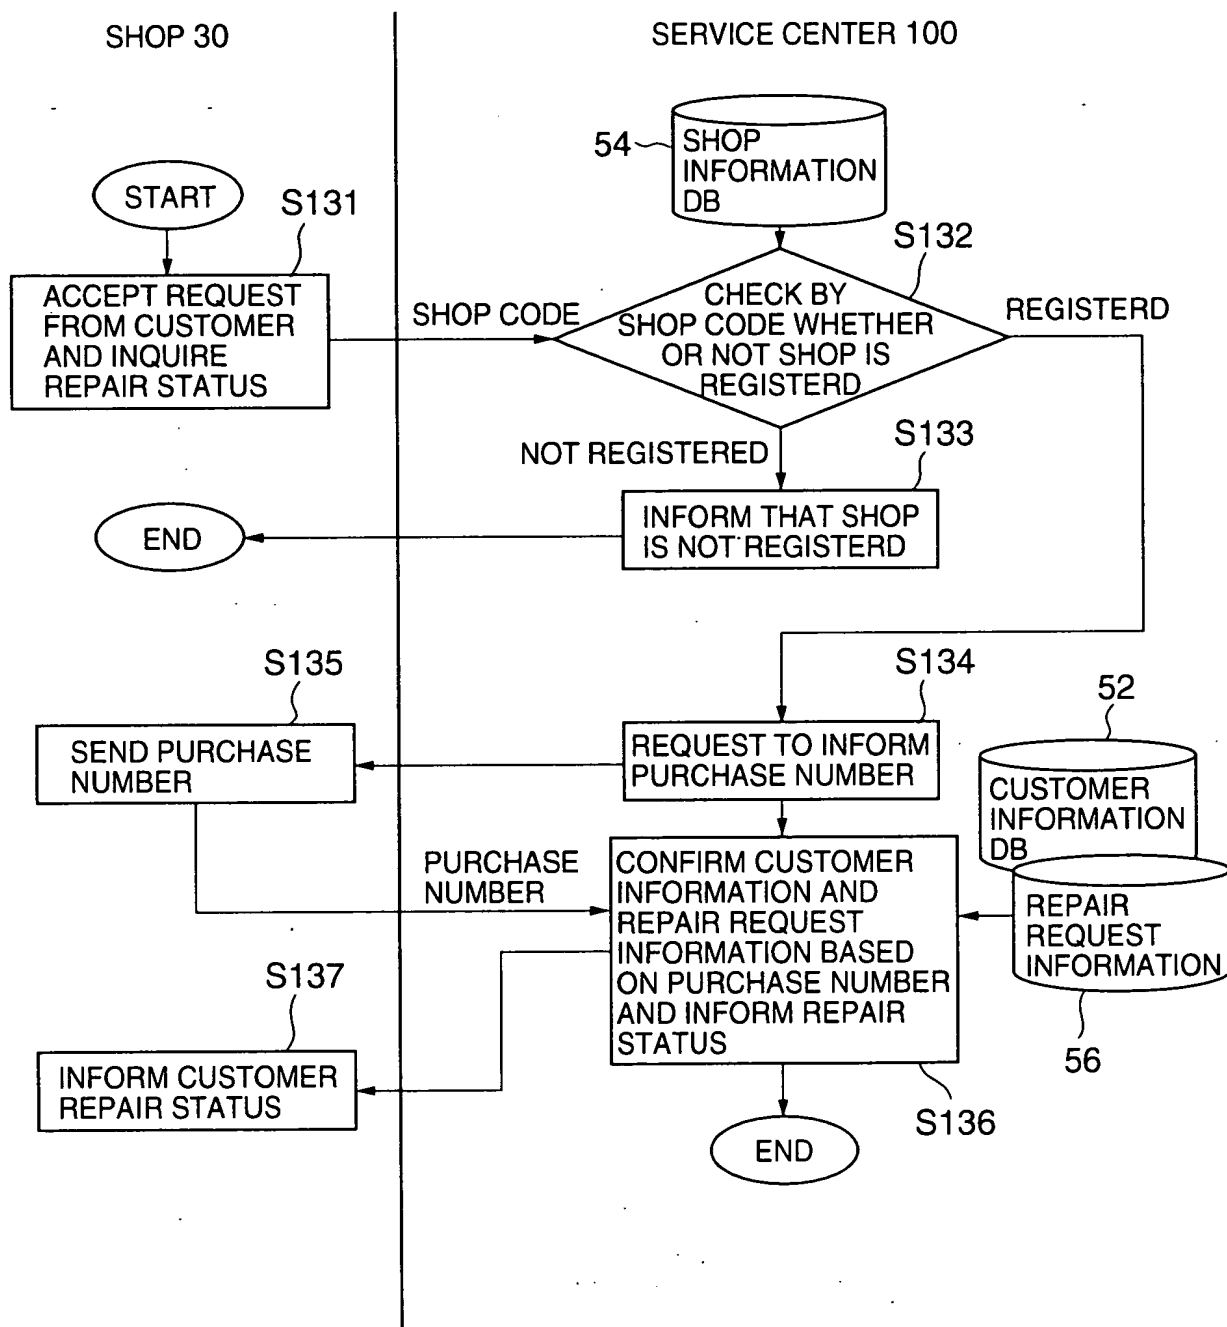 SHOP 30
SERVICE CENTER 100
54
SHOP
INFORMATION
DB
START
S131
S132
ACCEPT REQUEST
FROM CUSTOMER
AND INQUIRE
REPAIR STATUS
SHOP CODE
CHECK BY
SHOP CODE WHETHER
OR NOT SHOP IS
REGISTERD
REGISTERD
NOT REGISTERED
S133
END
INFORM THAT SHOP
IS NOT REGISTERD
S135
S134
52
SEND PURCHASE
NUMBER
REQUEST TO INFORM
PURCHASE NUMBER
CUSTOMER
INFORMATION
DB
PURCHASE
NUMBER
CONFIRM CUSTOMER
INFORMATION AND
REPAIR REQUEST
INFORMATION BASED
ON PURCHASE NUMBER
AND INFORM REPAIR
STATUS
REPAIR
REQUEST
INFORMATION
S137
56
INFORM CUSTOMER
REPAIR STATUS
S136
END